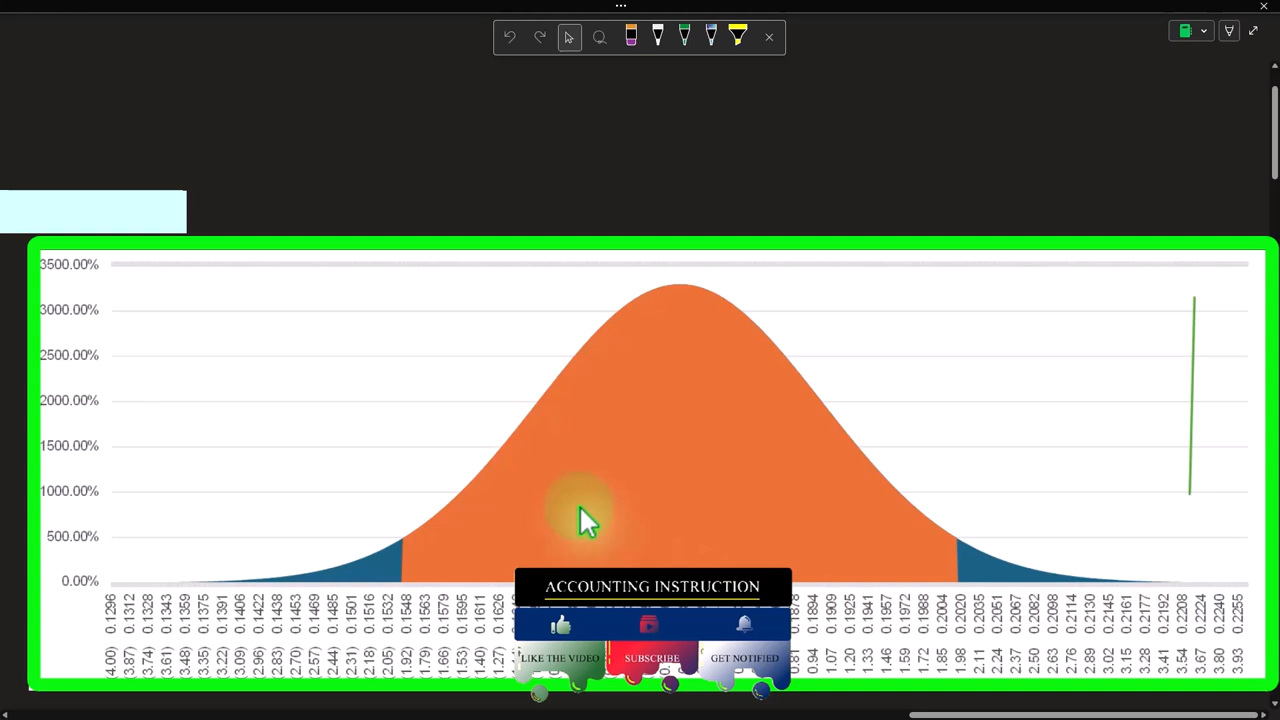 3500.00%
3000.00%
2500.00%
2000.00%
1500.00%
1000.00%
500.00%
0.00%
0.1296 0.1312 0.1328 0.1343 0.1359 0.1375 0.1391 0.1406 0.1422 0.1438 0.1453 0.1469 0.1485 0.1501 0.1516 0.1532 0.1548 0.1563 0.1579 0.1595 0.1611 0.1626 0.1878 0.1894 0.1909 0.1925 0.1941 0.1957 0.1972 0.1988 0.2004 0.2020 0.2035 0.2051 0.2067 0.2082 0.2098 0.2114 0.2130 0.2145 0.2161 0.2177 0.2192 0.2208 0.2224 0.2240 0.2255
(4.00) (3.87) (3.74) (3.61) (3.48) (3.35) (3.22) (3.09) (2.96) (2.83) (2.70) (2.57) (2.44) (2.31) (2.18) (2.05) (1.92) (1.79) (1.66) (1.53) (1.40) (1.27) 0.94 1.07 1.20 1.33 1.46 1.59 1.72 1.85 1.98 2.11 2.24 2.37 2.50 2.63 2.76 2.89 3.02 3.15 3.28 3.41 3.54 3.67 3.80 3.93
ACCOUNTING INSTRUCTION
LIKE THE VIDEO SUBSCRIBE GET NOTIFIED